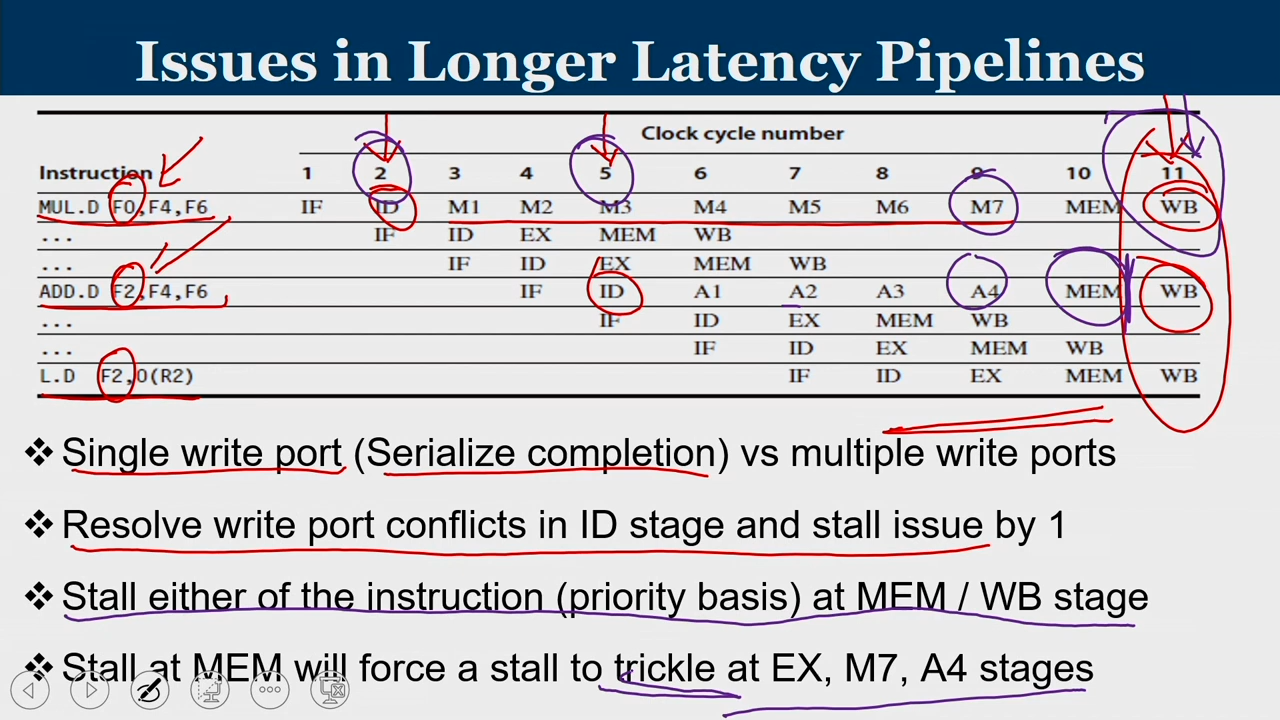 Issues in Longer Latency Pipelines
Clock cycle number
Instruction 1 2 3 4 5 6 7 8 9 10 11
MUL.D F0,F4,F6 IF ID M1 M2 M3 M4 M5 M6 M7 MEM WB
... IF ID EX MEM WB
... IF ID EX MEM WB
ADD.D F2,F4,F6 IF ID A1 A2 A3 A4 MEM WB
... IF ID EX MEM WB
... IF ID EX MEM WB
L.D F2,0(R2) IF ID EX MEM WB
❖ Single write port (Serialize completion) vs multiple write ports
❖ Resolve write port conflicts in ID stage and stall issue by 1
❖ Stall either of the instruction (priority basis) at MEM / WB stage
❖ Stall at MEM will force a stall to trickle at EX, M7, A4 stages